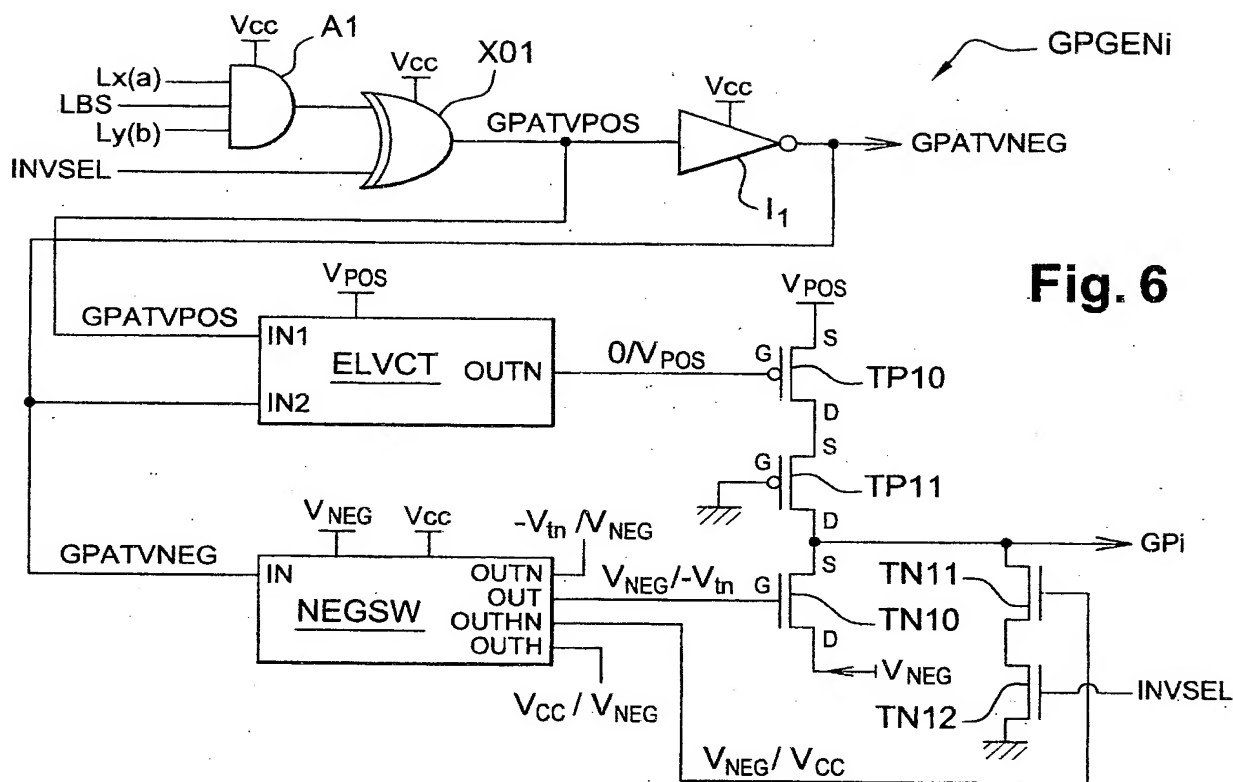 Vcc
A1
GPGENi
Lx(a)
LBS
Ly(b)
Vcc
X01
GPATVPOS
Vcc
GPATVNEG
INVSEL
I1
Fig. 6
VPOS
GPATVPOS
IN1
ELVCT
OUTN
IN2
0/VPOS
VPOS
S
G
TP10
D
S
G
TP11
D
GPi
VNEG
Vcc
-Vtn /VNEG
GPATVNEG
IN
NEGSW
OUTN
OUT
OUTHN
OUTH
VNEG/-Vtn
S
G
TN10
D
VNEG
TN11
TN12
INVSEL
VCC / VNEG
VNEG/ VCC